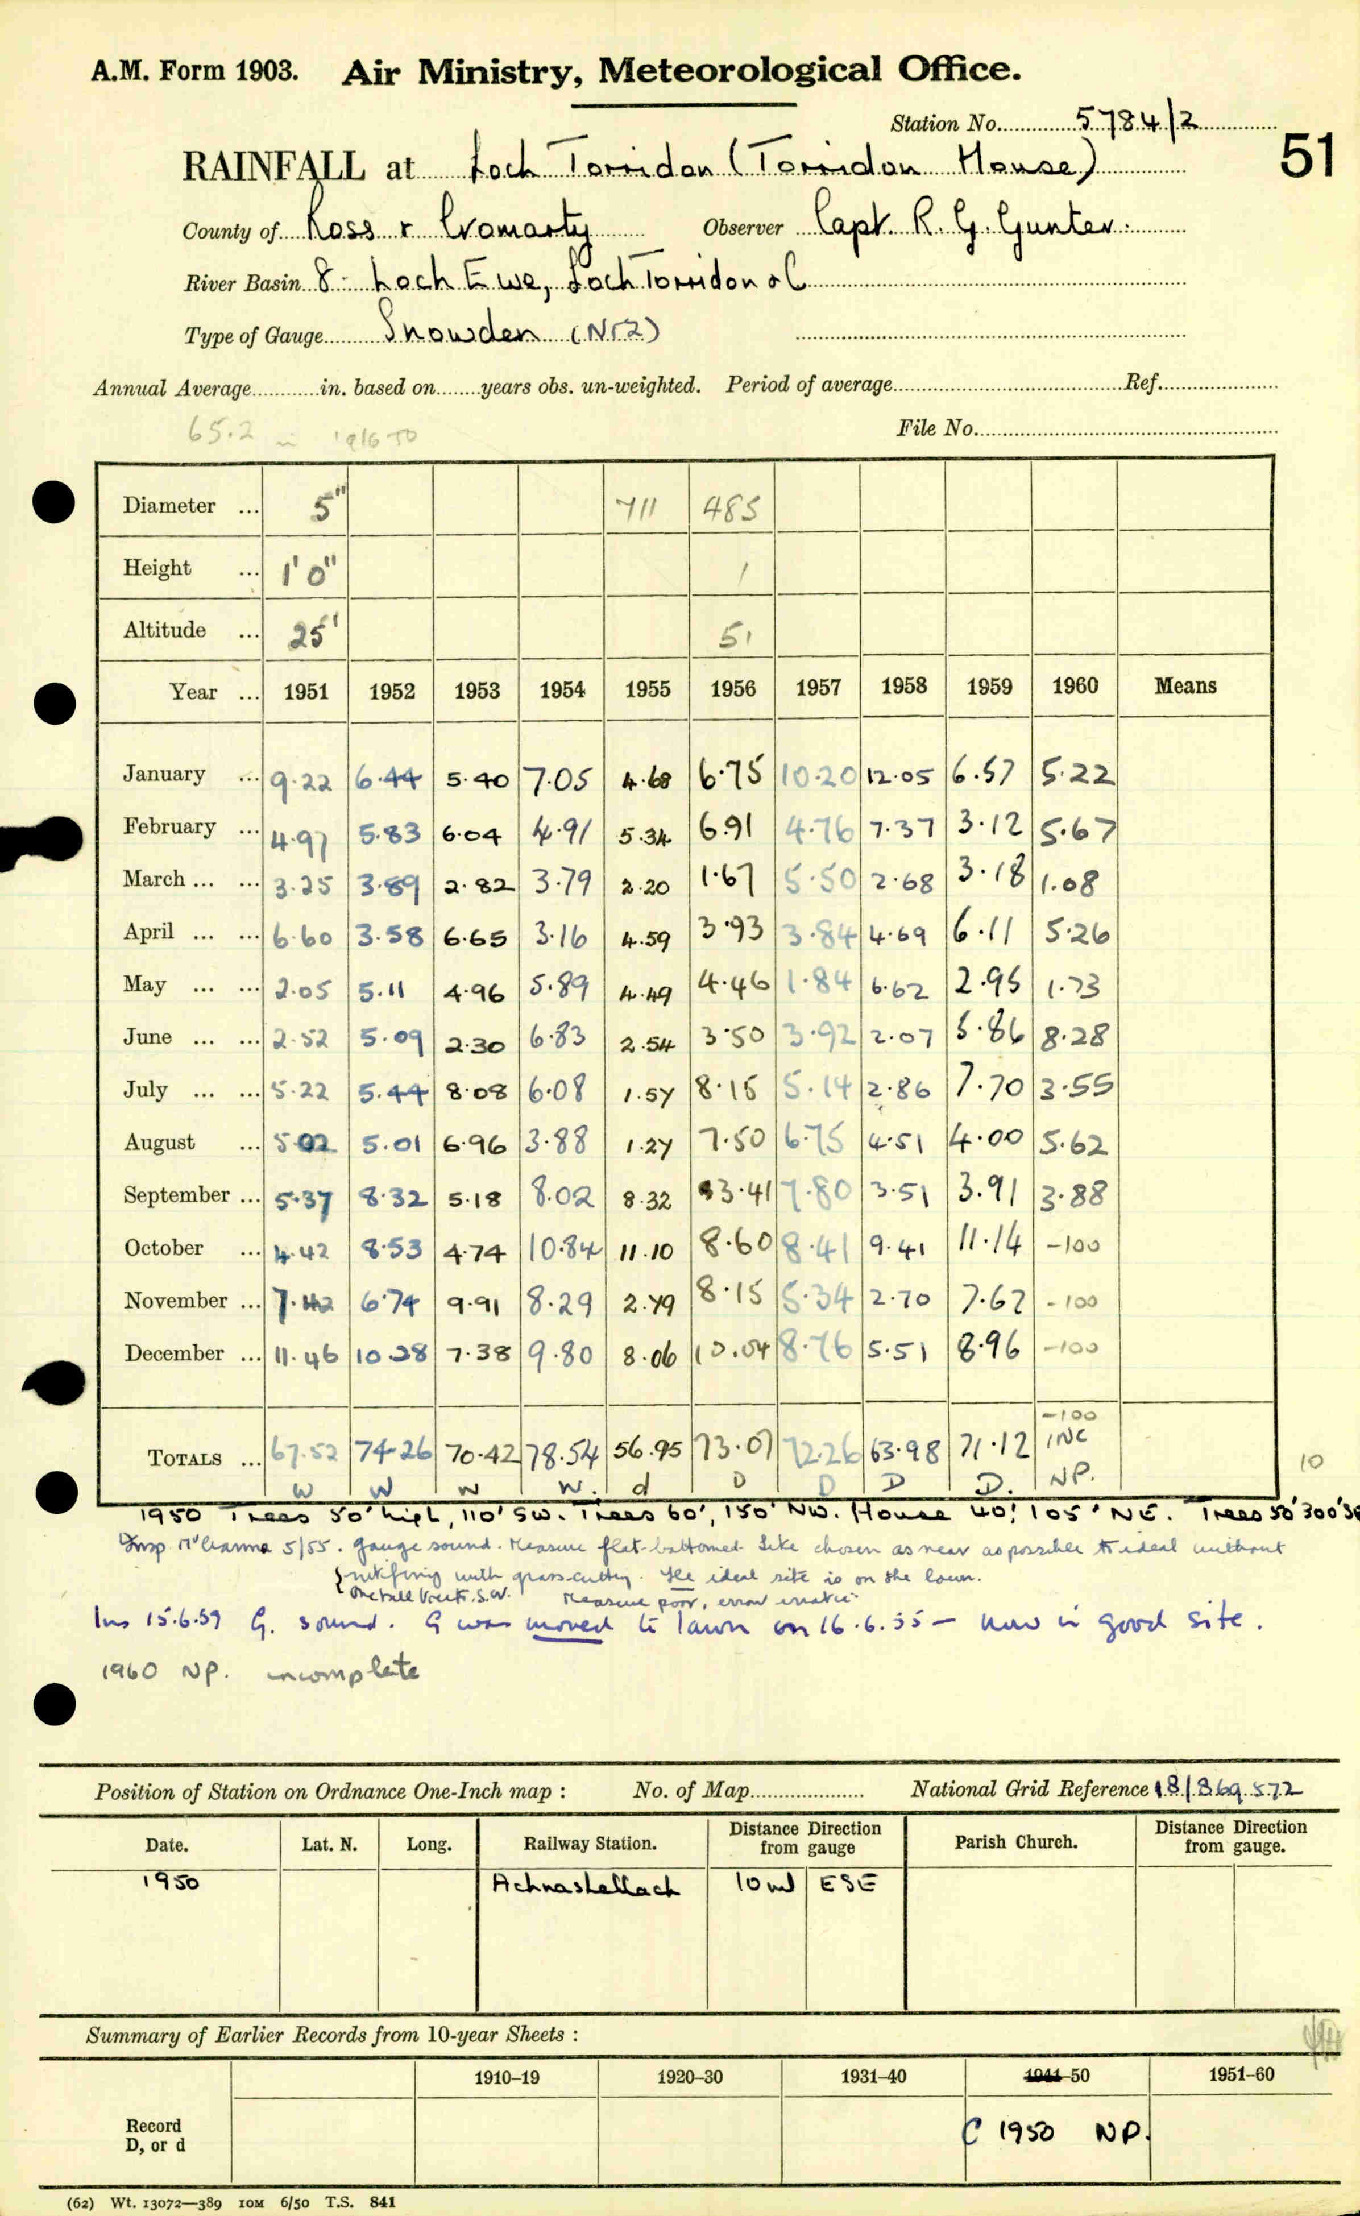 A.M. Form 1903. Air Ministry, Meteorological Office.
Station No. 5784/2
51
RAINFALL at Loch Torridon (Torridon House)
County of Ross & Cromarty Observer Capt. R. G. Gunter.
River Basin 8 - Loch Ewe, Loch Torridon & C
Type of Gauge Snowden (N52)
Annual Average in. based on years obs. un-weighted. Period of average Ref.
65.2 in 1916 50
File No.
Diameter ... 5" 711 485
Height ... 1' 0" 1
Altitude ... 25' 51
Year ... 1951 1952 1953 1954 1955 1956 1957 1958 1959 1960 Means
January ... 9.22 6.44 5.40 7.05 4.68 6.75 10.20 12.05 6.57 5.22
February ... 4.97 5.83 6.04 4.91 5.34 6.91 4.76 7.37 3.12 5.67
March ... ... 3.25 3.89 2.82 3.79 2.20 1.67 5.50 2.68 3.18 1.08
April ... ... 6.60 3.58 6.65 3.16 4.59 3.93 3.84 4.69 6.11 5.26
May ... ... 2.05 5.11 4.96 5.89 4.49 4.46 1.84 6.62 2.95 1.73
June ... ... 2.52 5.09 2.30 6.83 2.54 3.50 3.92 2.07 5.86 8.28
July ... ... 5.22 5.44 8.08 6.08 1.57 8.15 5.14 2.86 7.70 3.55
August ... 5.02 5.01 6.96 3.88 1.27 7.50 6.75 4.51 4.00 5.62
September ... 5.37 8.32 5.18 8.02 8.32 3.41 7.80 3.51 3.91 3.88
October ... 4.42 8.53 4.74 10.84 11.10 8.60 8.41 9.41 11.14 -100
November ... 7.42 6.74 9.91 8.29 2.79 8.15 5.34 2.70 7.62 -100
December ... 11.46 10.28 7.38 9.80 8.06 10.04 8.76 5.51 8.96 -100
-100
TOTALS ... 67.52 74.26 70.42 78.54 56.95 73.07 72.26 63.98 71.12 INC
W W W W. d D D D D. NP.
10
1950 Trees 50' high, 110' SW. Trees 60', 150' NW. House 40', 105' NE. Trees 50' 300' SE
Insp 5/55. Gauge sound. Measure flat-bottomed. Site chosen as near as possible to ideal without
with grass-cutting. The ideal site is on the lawn.
Measure poor, error erratic.
Ins 15.6.59 G. sound. G was moved to lawn on 16.6.55 – now in good site.
1960 NP. incomplete
Position of Station on Ordnance One-Inch map : No. of Map National Grid Reference 18/869 572
Date. Lat. N. Long. Railway Station. Distance from Direction gauge Parish Church. Distance from Direction gauge.
1950 Achnashellach 10 ml ESE
Summary of Earlier Records from 10-year Sheets :
1910–19 1920–30 1931–40 1941–50 1951–60
Record
D, or d
C 1950 NP.
(62) Wt. 13072—389 10M 6/50 T.S. 841